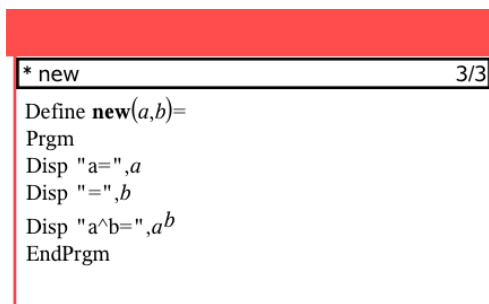 * new 3/3
Define new(a,b)=
Prgm
Disp "a=",a
Disp "=",b
Disp "a^b=",a^b
EndPrgm